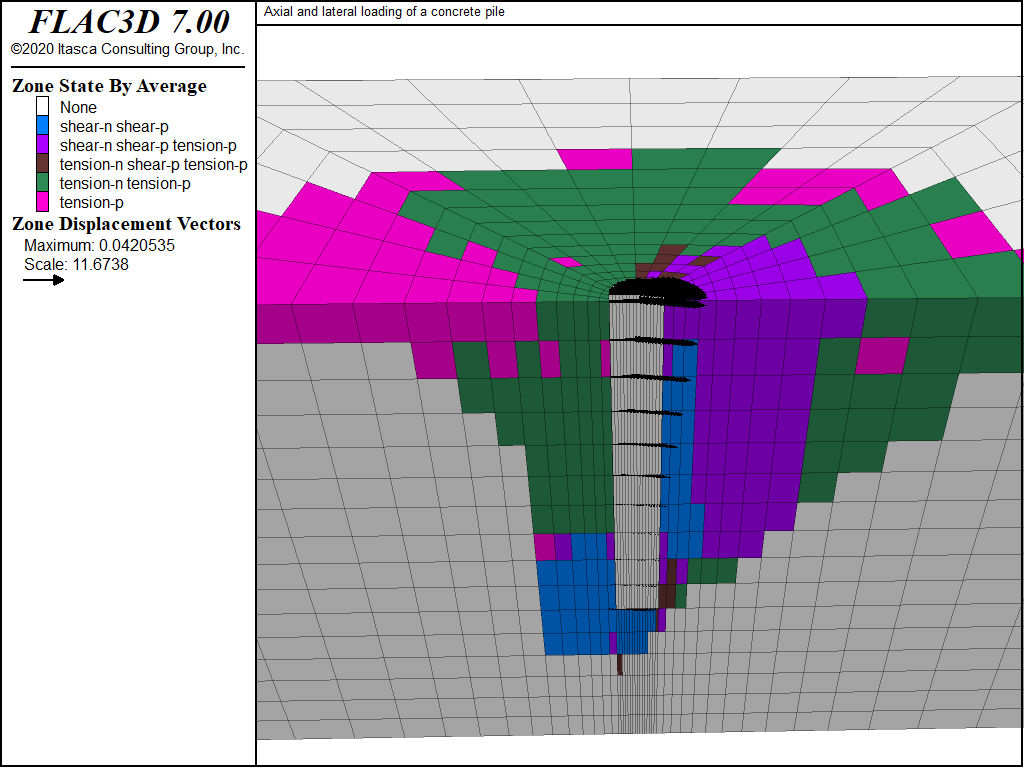 FLAC3D 7.00
©2020 Itasca Consulting Group, Inc.
Zone State By Average
None
shear-n shear-p
shear-n shear-p tension-p
tension-n shear-p tension-p
tension-n tension-p
tension-p
Zone Displacement Vectors
Maximum: 0.0420535
Scale: 11.6738
Axial and lateral loading of a concrete pile